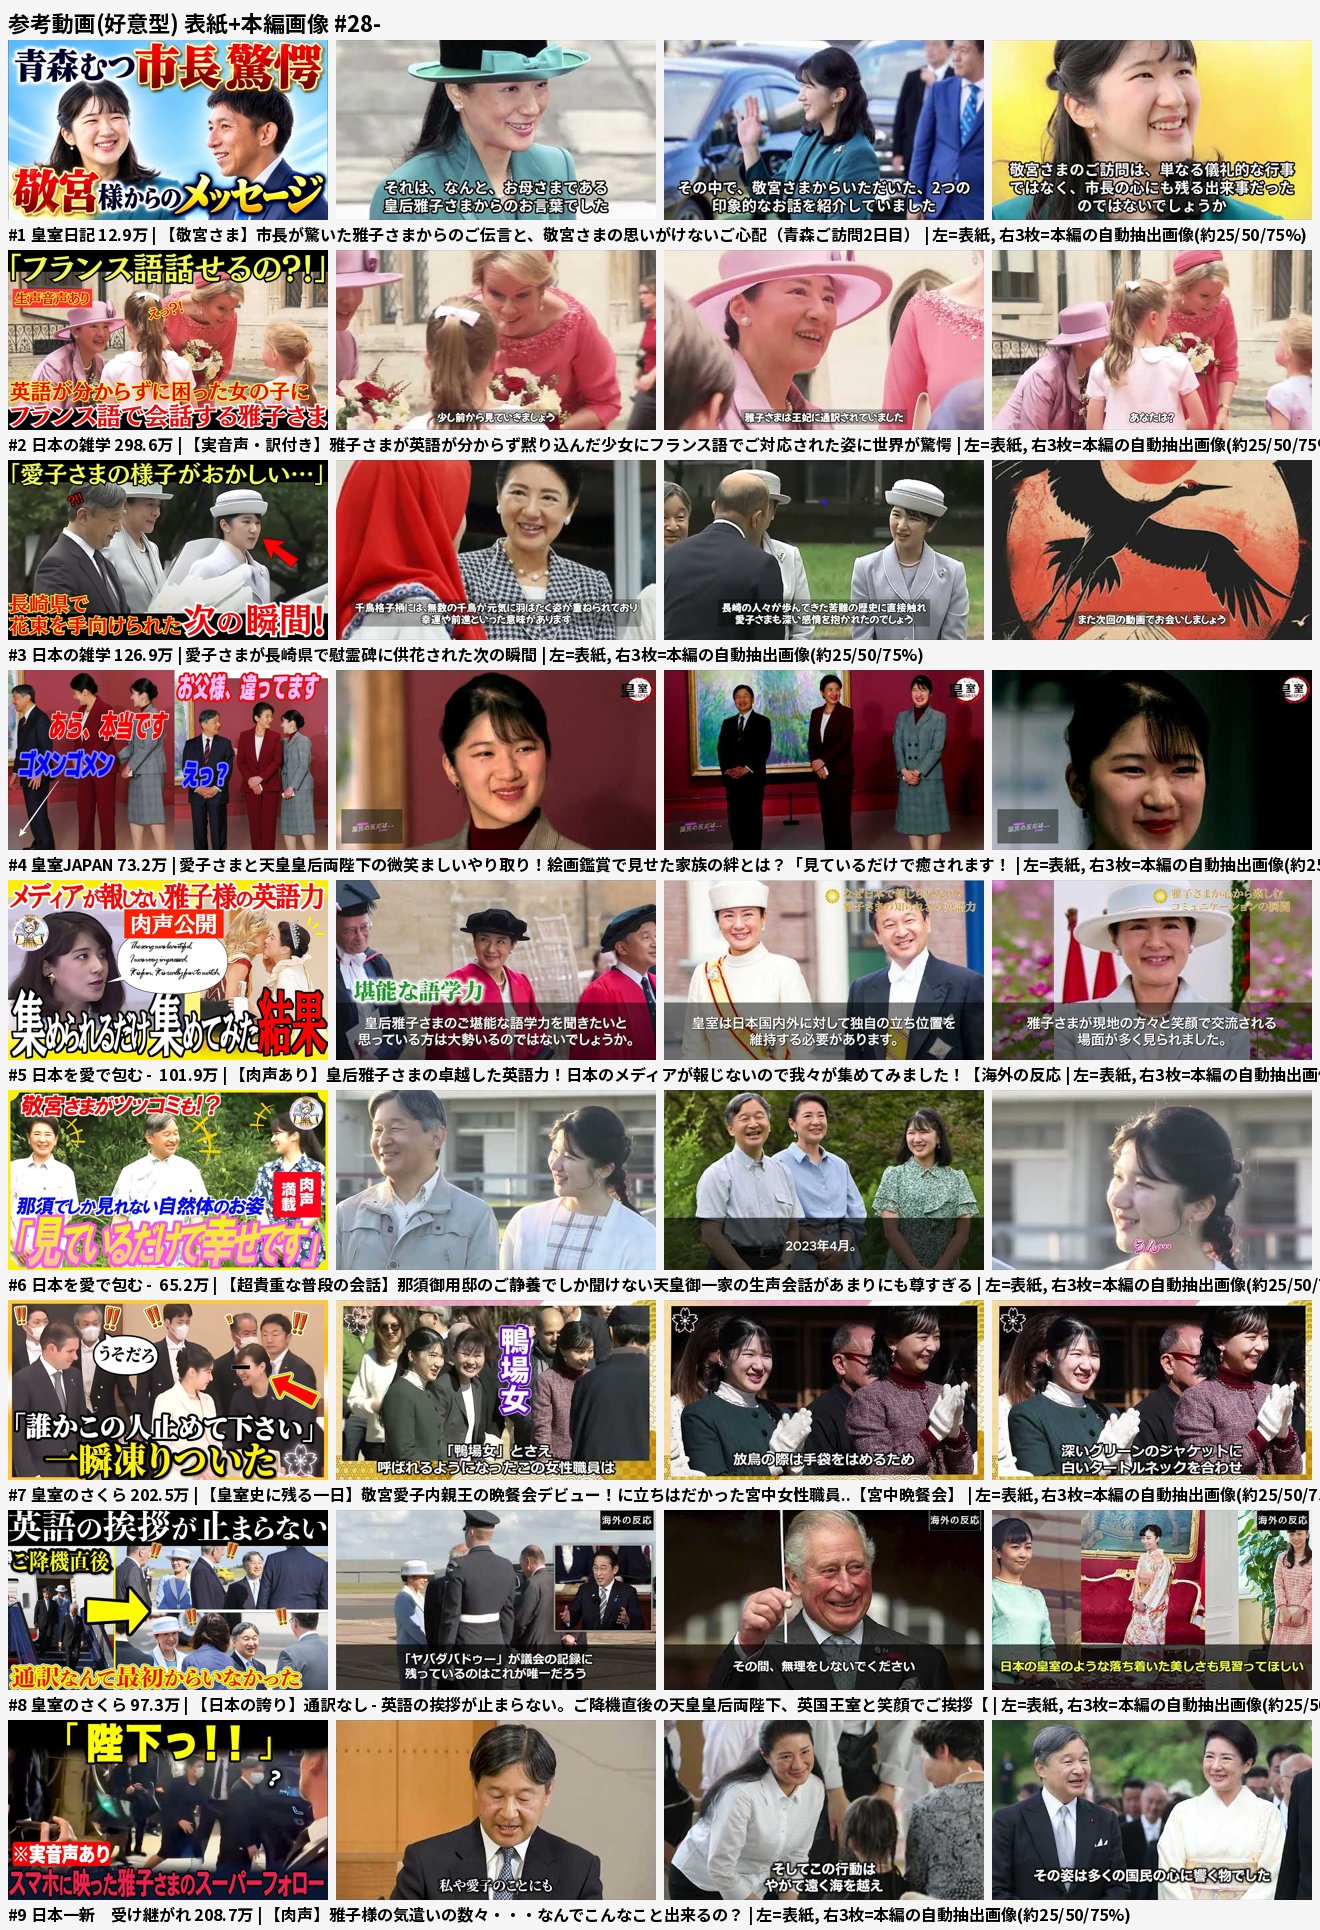 参考動画(好意型) 表紙+本編画像 #28-
青森むつ市長驚愕
敬宮様からのメッセージ
それは、なんと、お母さまである
皇后雅子さまからのお言葉でした
その中で、敬宮さまからいただいた、2つの
印象的なお話を紹介していました
敬宮さまのご訪問は、単なる儀礼的な行事
ではなく、市長の心にも残る出来事だった
のではないでしょうか
#1 皇室日記 12.9万 | 【敬宮さま】市長が驚いた雅子さまからのご伝言と、敬宮さまの思いがけないご心配（青森ご訪問2日目） | 左=表紙, 右3枚=本編の自動抽出画像(約25/50/75%)
「フランス語話せるの?!」
生声音声あり
えっ?!
英語が分からずに困った女の子に
フランス語で会話する雅子さま
少し前から見ていきましょう
雅子さまは王妃に通訳されていました
あなたは?
#2 日本の雑学 298.6万 | 【実音声・訳付き】雅子さまが英語が分からず黙り込んだ少女にフランス語でご対応された姿に世界が驚愕 | 左=表紙, 右3枚=本編の自動抽出画像(約25/50/75%
「愛子さまの様子がおかしい…」
?!!
長崎県で
花束を手向けられた次の瞬間!
千鳥格子柄には、無数の千鳥が元気に羽ばたく姿が重ねられており
幸運や前進といった意味があります
長崎の人々が歩んできた苦難の歴史に直接触れ
愛子さまも深い感情を抱かれたのでしょう
また次回の動画でお会いしましょう
#3 日本の雑学 126.9万 | 愛子さまが長崎県で慰霊碑に供花された次の瞬間 | 左=表紙, 右3枚=本編の自動抽出画像(約25/50/75%)
お父様、違ってます
あら、本当です
ゴメンゴメン
えっ?
皇室
国民の反応は…
皇室
国民の反応は…
皇室
国民の反応は…
#4 皇室JAPAN 73.2万 | 愛子さまと天皇皇后両陛下の微笑ましいやり取り！絵画鑑賞で見せた家族の絆とは？「見ているだけで癒されます！ | 左=表紙, 右3枚=本編の自動抽出画像(約25
メディアが報じない雅子様の英語力
肉声公開
The song was beautiful.
I was very impressed.
It is fun. It is really fun to watch.
集められるだけ集めてみた結果
堪能な語学力
皇后雅子さまのご堪能な語学力を聞きたいと
思っている方は大勢いるのではないでしょうか。
皇室は日本国内外に対して独自の立ち位置を
維持する必要があります。
雅子さまが心から楽しむ
コミュニケーションの瞬間
雅子さまが現地の方々と笑顔で交流される
場面が多く見られました。
#5 日本を愛で包む - 101.9万 | 【肉声あり】皇后雅子さまの卓越した英語力！日本のメディアが報じないので我々が集めてみました！【海外の反応 | 左=表紙, 右3枚=本編の自動抽出画像
敬宮さまがツッコミも!?
肉声満載
那須でしか見れない自然体のお姿
「見ているだけで幸せです」
2023年4月。
うん…
#6 日本を愛で包む - 65.2万 | 【超貴重な普段の会話】那須御用邸のご静養でしか聞けない天皇御一家の生声会話があまりにも尊すぎる | 左=表紙, 右3枚=本編の自動抽出画像(約25/50/
うそだろ
「誰かこの人止めて下さい」
一瞬凍りついた
鴨場女
「鴨場女」とさえ
呼ばれるようになったこの女性職員は
放鳥の際は手袋をはめるため
深いグリーンのジャケットに
白いタートルネックを合わせ
#7 皇室のさくら 202.5万 | 【皇室史に残る一日】敬宮愛子内親王の晩餐会デビュー！に立ちはだかった宮中女性職員..【宮中晩餐会】 | 左=表紙, 右3枚=本編の自動抽出画像(約25/50/7
英語の挨拶が止まらない
ご降機直後
通訳なんて最初からいなかった
海外の反応
「ヤバダバドゥー」が議会の記録に
残っているのはこれが唯一だろう
海外の反応
その間、無理をしないでください
海外の反応
日本の皇室のような落ち着いた美しさも見習ってほしい
#8 皇室のさくら 97.3万 | 【日本の誇り】通訳なし - 英語の挨拶が止まらない。ご降機直後の天皇皇后両陛下、英国王室と笑顔でご挨拶【 | 左=表紙, 右3枚=本編の自動抽出画像(約25/5
「陛下っ!!」
?
※実音声あり
スマホに映った雅子さまのスーパーフォロー
私や愛子のことにも
そしてこの行動は
やがて遠く海を越え
その姿は多くの国民の心に響く物でした
#9 日本一新 受け継がれ 208.7万 | 【肉声】雅子様の気遣いの数々・・・なんでこんなこと出来るの？ | 左=表紙, 右3枚=本編の自動抽出画像(約25/50/75%)